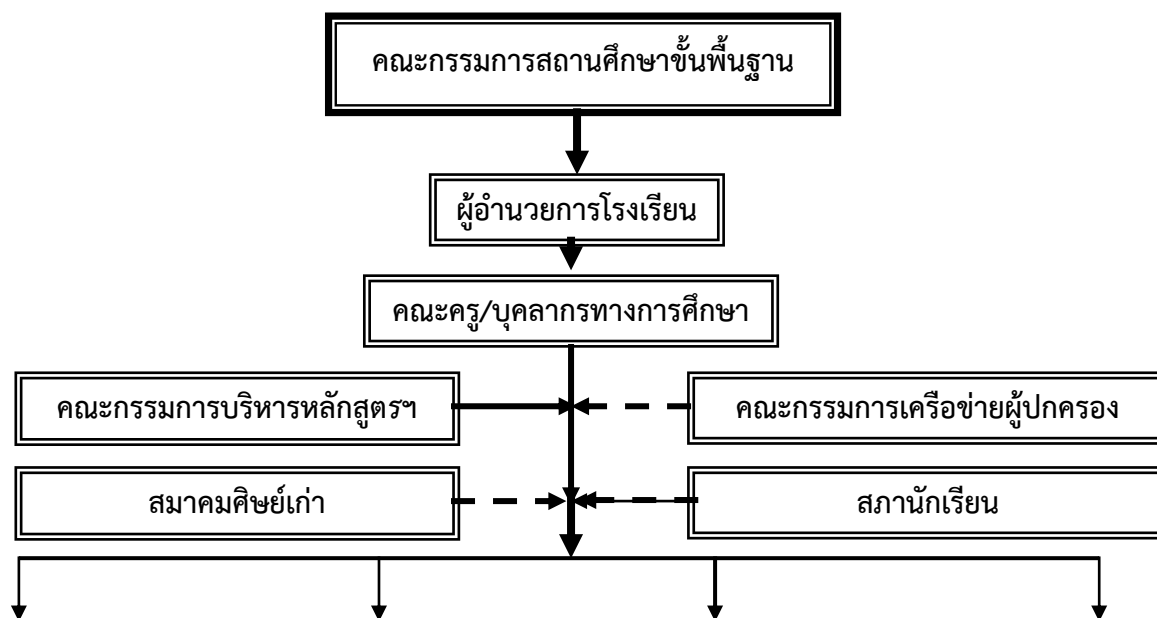 คณะกรรมการสถานศึกษาขั้นพื้นฐาน
ผู้อำนวยการโรงเรียน
คณะครู/บุคลากรทางการศึกษา
คณะกรรมการบริหารหลักสูตรฯ
คณะกรรมการเครือข่ายผู้ปกครอง
สมาคมศิษย์เก่า
สภานักเรียน